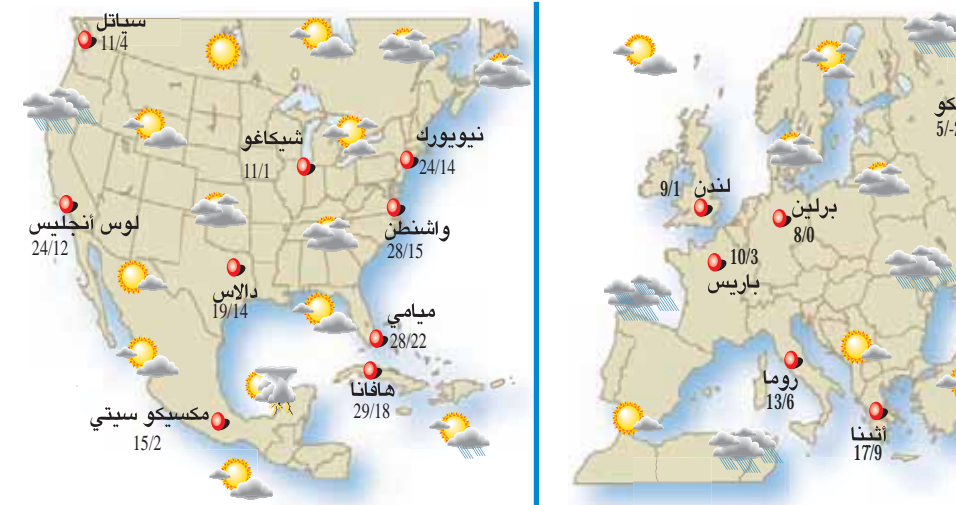 سياتل
11/4
شيكاغو
11/1
نيويورك
24/14
لوس أنجليس
24/12
واشنطن
28/15
دالاس
19/14
ميامي
28/22
هافانا
29/18
مكسيكو سيتي
15/2
لندن
9/1
برلين
8/0
10/3
باريس
روما
13/6
أثينا
17/9